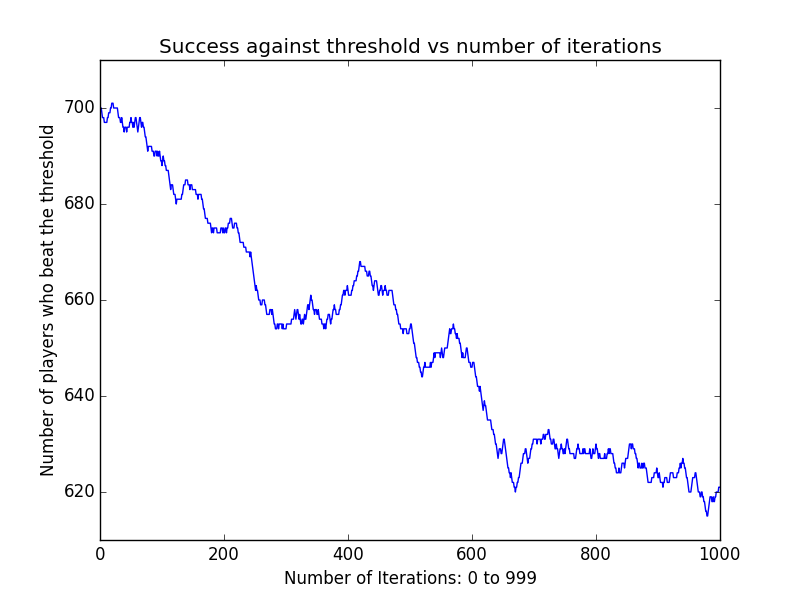 Success against threshold vs number of iterations
Number of players who beat the threshold
700
680
660
640
620
0 200 400 600 800 1000
Number of Iterations: 0 to 999